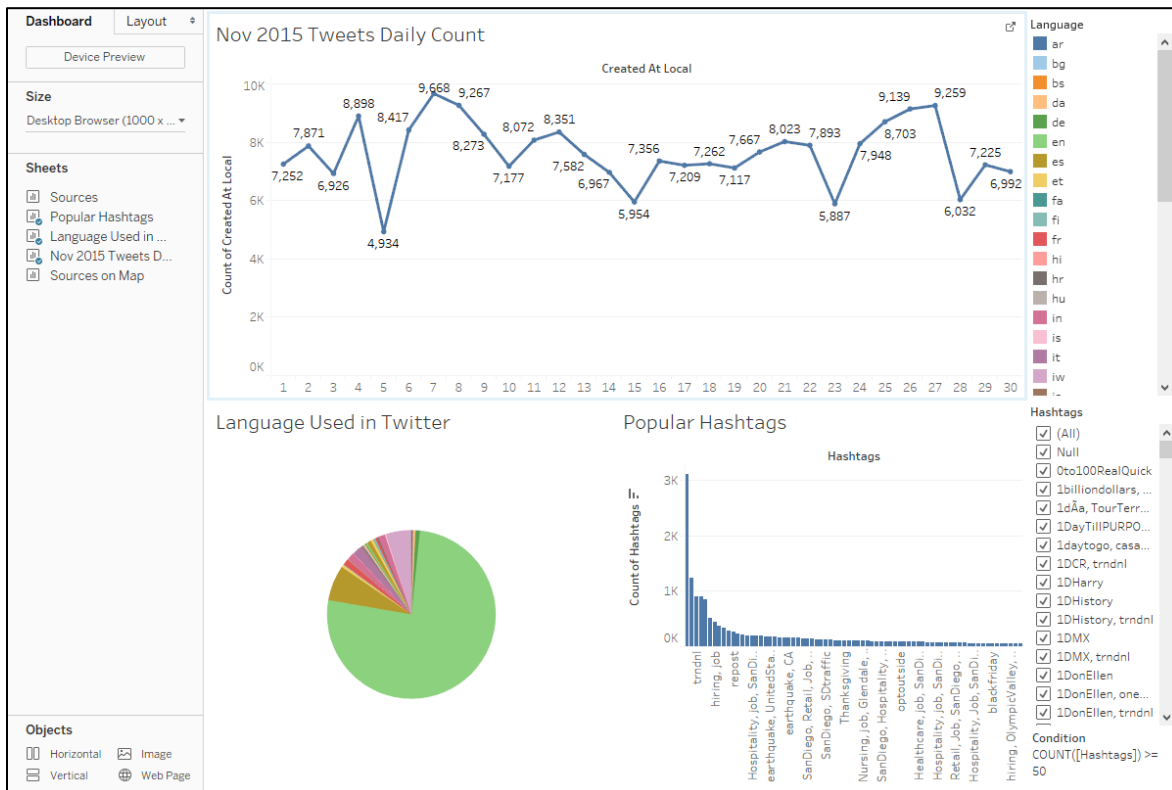 Dashboard
Layout
Device Preview
Size
Desktop Browser (1000 x ...
Sheets
Sources
Popular Hashtags
Language Used in ...
Nov 2015 Tweets D...
Sources on Map
Objects
Horizontal
Image
Vertical
Web Page
Nov 2015 Tweets Daily Count
Created At Local
Count of Created At Local
10K
8K
6K
4K
2K
0K
7,252
7,871
6,926
8,898
4,934
8,417
9,668
9,267
8,273
7,177
8,072
8,351
7,582
6,967
5,954
7,356
7,209
7,262
7,117
7,667
8,023
7,893
5,887
7,948
8,703
9,139
9,259
6,032
7,225
6,992
1 2 3 4 5 6 7 8 9 10 11 12 13 14 15 16 17 18 19 20 21 22 23 24 25 26 27 28 29 30
Language Used in Twitter
Popular Hashtags
Hashtags
Count of Hashtags
3K
2K
1K
0K
trndnl
hiring, job
repost
Hospitality, job, SanDi..
earthquake, UnitedSta..
earthquake, CA
SanDiego, Retail, Job, ..
SanDiego, SDtraffic
Thanksgiving
Nursing, job, Glendale, ..
SanDiego, Hospitality, ..
optoutside
Healthcare, job, SanDi..
Hospitality, job, SanDi..
Retail, Job, SanDiego, ..
Hospitality, Job, SanDi..
blackfriday
hiring, OlympicValley, ..
Language
ar
bg
bs
da
de
en
es
et
fa
fi
fr
hi
hr
hu
in
is
it
iw
Hashtags
(All)
Null
0to100RealQuick
1billiondollars, ...
1dÃa, TourTerr...
1DayTillPURPO...
1daytogo, casa...
1DCR, trndnl
1DHarry
1DHistory
1DHistory, trndnl
1DMX
1DMX, trndnl
1DonEllen
1DonEllen, one...
1DonEllen, trndnl
Condition
COUNT([Hashtags]) >=
50